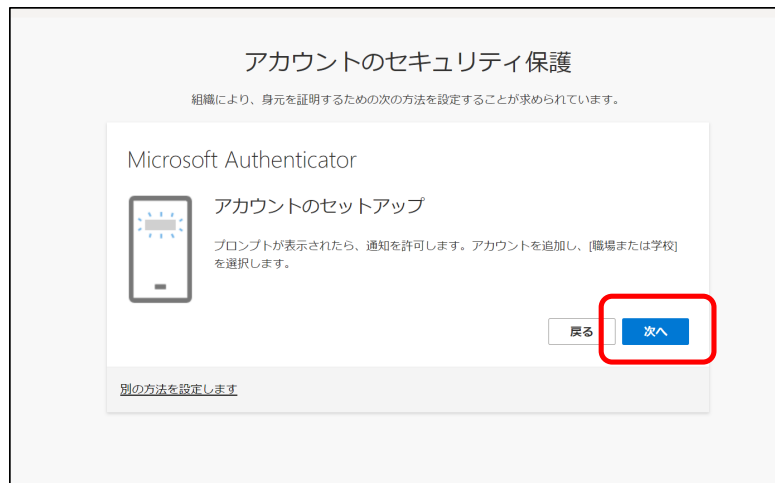 アカウントのセキュリティ保護
組織により、身元を証明するための次の方法を設定することが求められています。
Microsoft Authenticator
アカウントのセットアップ
プロンプトが表示されたら、通知を許可します。アカウントを追加し、[職場または学校]
を選択します。
戻る 次へ
別の方法を設定します